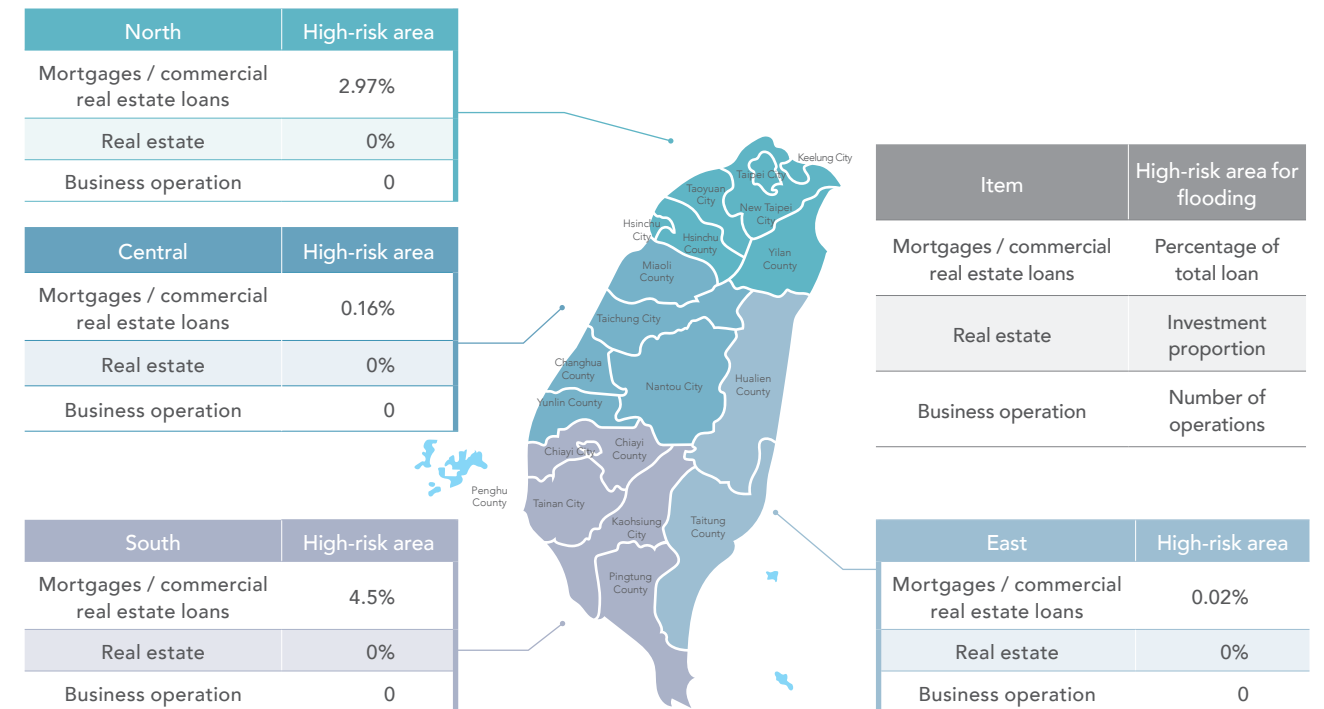 North High-risk area
Mortgages / commercial
real estate loans
2.97%
Real estate 0%
Business operation 0
Central High-risk area
Mortgages / commercial
real estate loans
0.16%
Real estate 0%
Business operation 0
South High-risk area
Mortgages / commercial
real estate loans
4.5%
Real estate 0%
Business operation 0
Keelung City
Taipei City
Taoyuan
City
New Taipei
City
Hsinchu
City
Hsinchu
County
Yilan
County
Miaoli
County
Taichung City
Changhua
County
Nantou City
Hualien
County
Yunlin County
Chiayi City
Chiayi
County
Penghu
County
Tainan City
Kaohsiung
City
Taitung
County
Pingtung
County
Item
High-risk area for
flooding
Mortgages / commercial
real estate loans
Percentage of
total loan
Real estate
Investment
proportion
Business operation
Number of
operations
East High-risk area
Mortgages / commercial
real estate loans
0.02%
Real estate 0%
Business operation 0